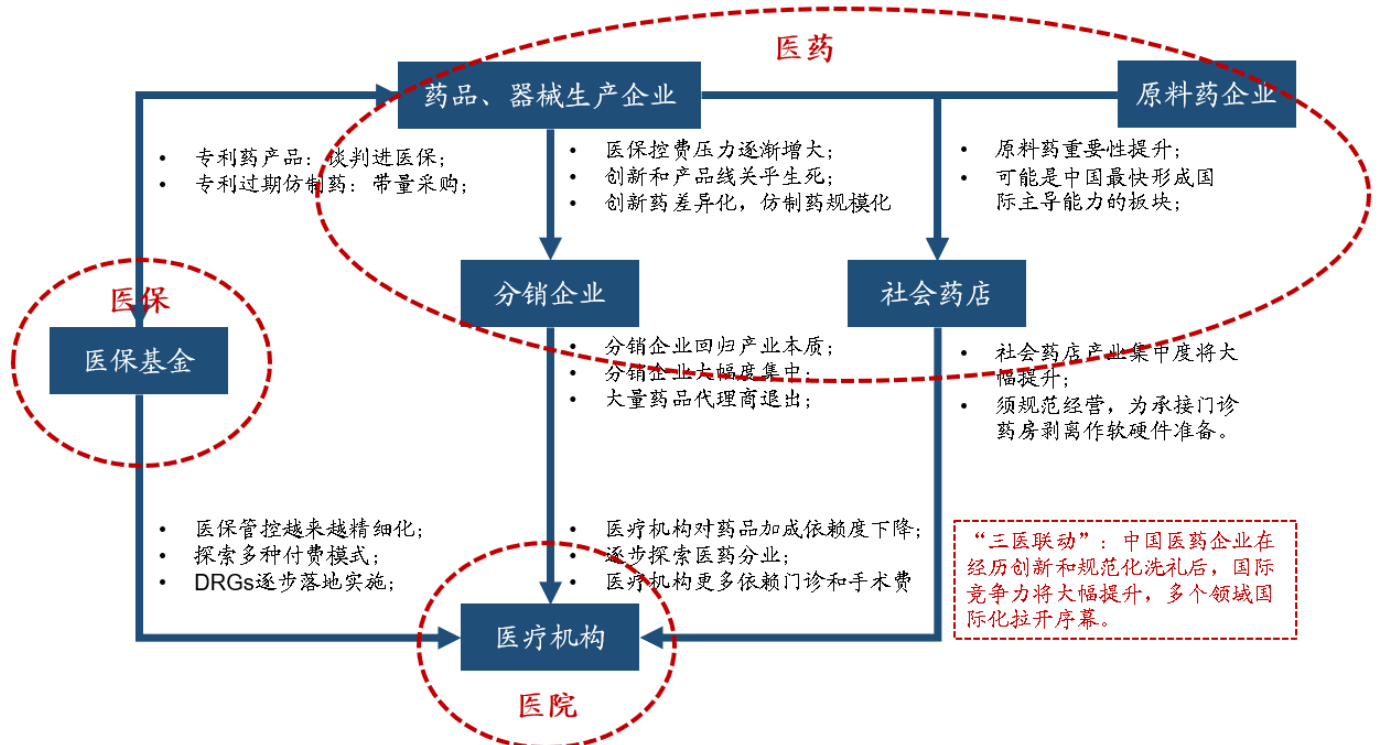 医药
药品、器械生产企业
原料药企业
• 专利药产品：谈判进医保；
• 专利过期仿制药：带量采购；
• 医保控费压力逐渐增大；
• 创新和产品线关乎生死；
• 创新药差异化，仿制药规模化
• 原料药重要性提升；
• 可能是中国最快形成国
际主导能力的板块；
医保
医保基金
分销企业
社会药店
• 分销企业回归产业本质；
• 分销企业大幅度集中；
• 大量药品代理商退出；
• 社会药店产业集中度将大
幅提升；
• 须规范经营，为承接门诊
药房剥离作软硬件准备。
• 医保管控越来越精细化；
• 探索多种付费模式；
• DRGs逐步落地实施；
• 医疗机构对药品加成依赖度下降；
• 逐步探索医药分业；
• 医疗机构更多依赖门诊和手术费
“三医联动”：中国医药企业在
经历创新和规范化洗礼后，国际
竞争力将大幅提升，多个领域国
际化拉开序幕。
医疗机构
医院